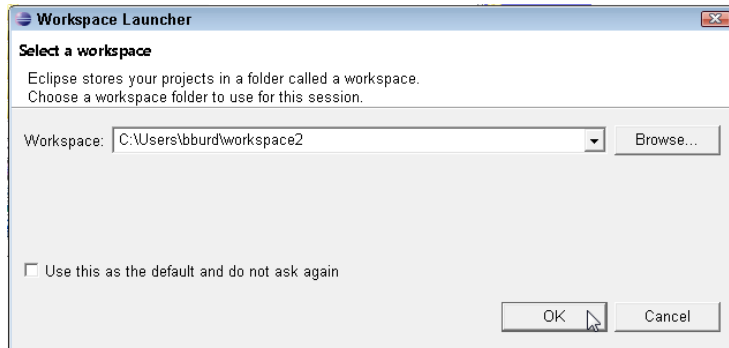 Workspace Launcher
Select a workspace
Eclipse stores your projects in a folder called a workspace.
Choose a workspace folder to use for this session.
Workspace: C:\Users\bburd\workspace2 Browse...
Use this as the default and do not ask again
OK Cancel